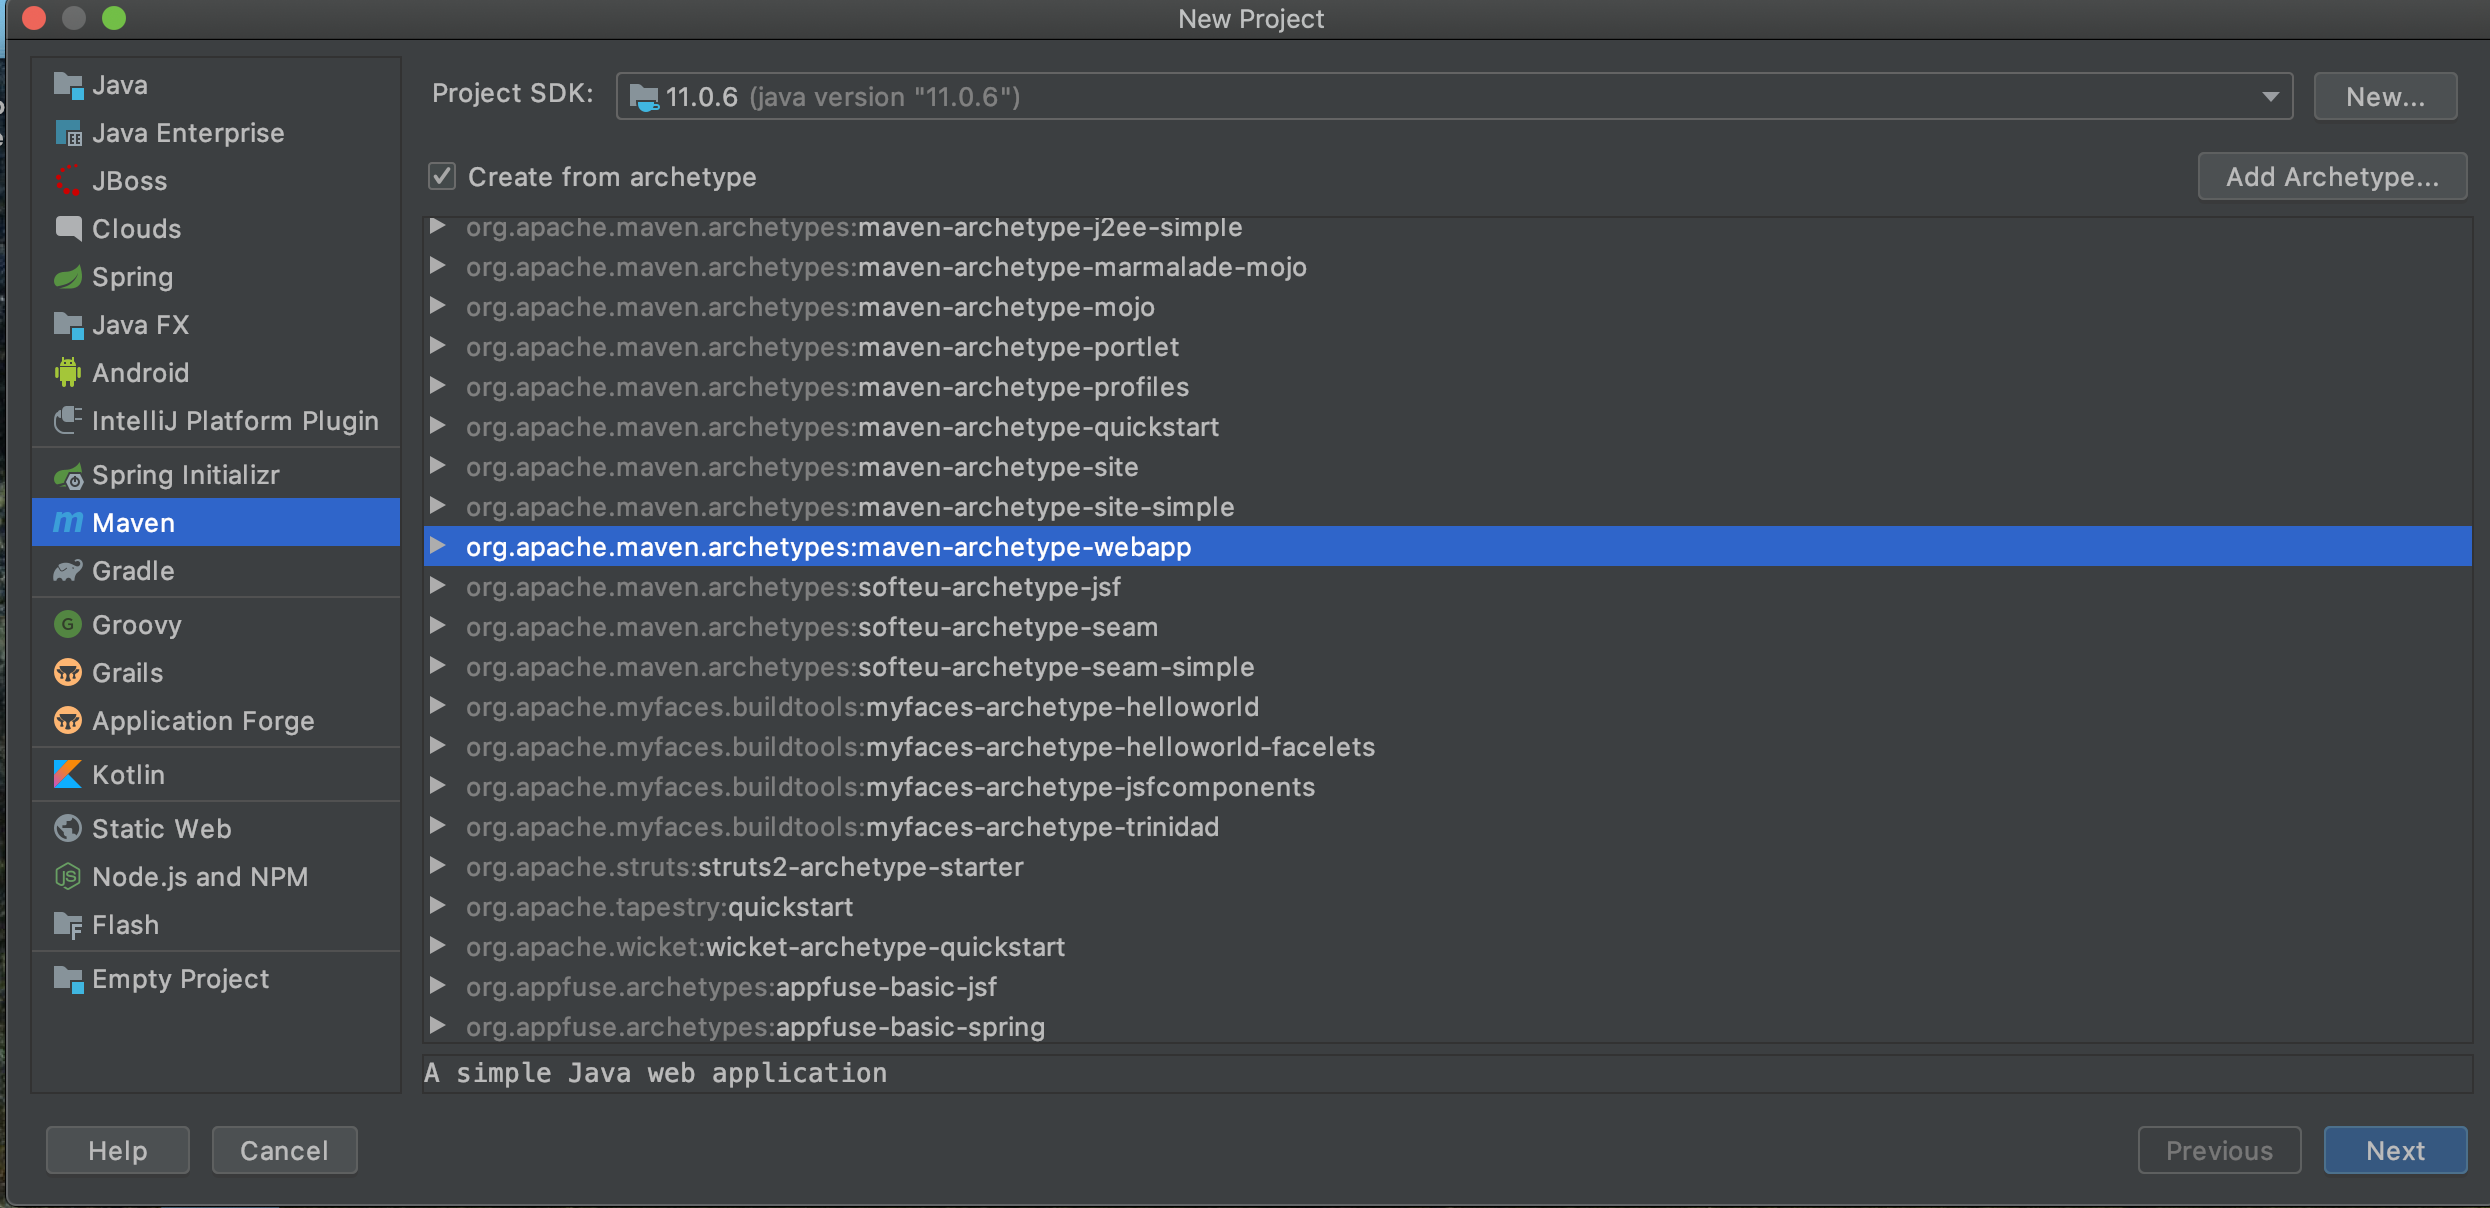 New Project
Java
Java Enterprise
JBoss
Clouds
Spring
Java FX
Android
IntelliJ Platform Plugin
Spring Initializr
Maven
Gradle
Groovy
Grails
Application Forge
Kotlin
Static Web
Node.js and NPM
Flash
Empty Project
Project SDK: 11.0.6 (java version "11.0.6") New...
Create from archetype Add Archetype...
org.apache.maven.archetypes:maven-archetype-j2ee-simple
org.apache.maven.archetypes:maven-archetype-marmalade-mojo
org.apache.maven.archetypes:maven-archetype-mojo
org.apache.maven.archetypes:maven-archetype-portlet
org.apache.maven.archetypes:maven-archetype-profiles
org.apache.maven.archetypes:maven-archetype-quickstart
org.apache.maven.archetypes:maven-archetype-site
org.apache.maven.archetypes:maven-archetype-site-simple
org.apache.maven.archetypes:maven-archetype-webapp
org.apache.maven.archetypes:softeu-archetype-jsf
org.apache.maven.archetypes:softeu-archetype-seam
org.apache.maven.archetypes:softeu-archetype-seam-simple
org.apache.myfaces.buildtools:myfaces-archetype-helloworld
org.apache.myfaces.buildtools:myfaces-archetype-helloworld-facelets
org.apache.myfaces.buildtools:myfaces-archetype-jsfcomponents
org.apache.myfaces.buildtools:myfaces-archetype-trinidad
org.apache.struts:struts2-archetype-starter
org.apache.tapestry:quickstart
org.apache.wicket:wicket-archetype-quickstart
org.appfuse.archetypes:appfuse-basic-jsf
org.appfuse.archetypes:appfuse-basic-spring
A simple Java web application
Help Cancel Previous Next